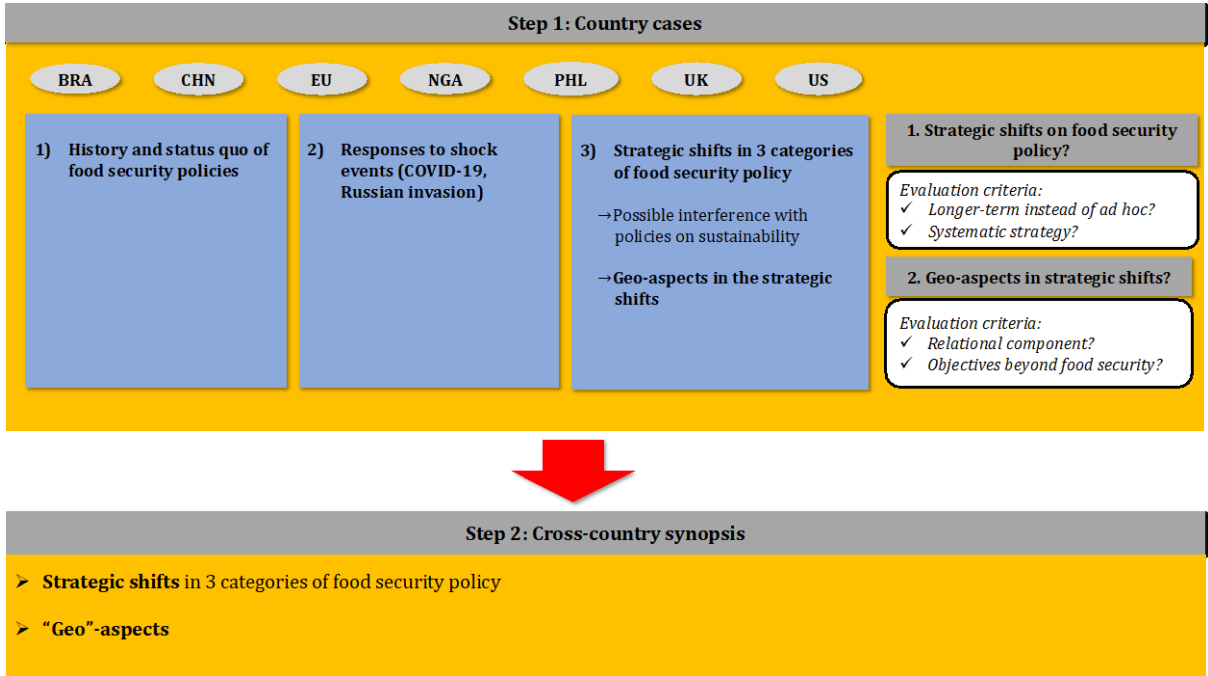 Step 1: Country cases
BRA
CHN
EU
NGA
PHL
UK
US
1) History and status quo of
food security policies
2) Responses to shock
events (COVID-19,
Russian invasion)
3) Strategic shifts in 3 categories
of food security policy
→Possible interference with
policies on sustainability
→Geo-aspects in the strategic
shifts
1. Strategic shifts on food security
policy?
Evaluation criteria:
✓ Longer-term instead of ad hoc?
✓ Systematic strategy?
2. Geo-aspects in strategic shifts?
Evaluation criteria:
✓ Relational component?
✓ Objectives beyond food security?
Step 2: Cross-country synopsis
➢ Strategic shifts in 3 categories of food security policy
➢ “Geo”-aspects